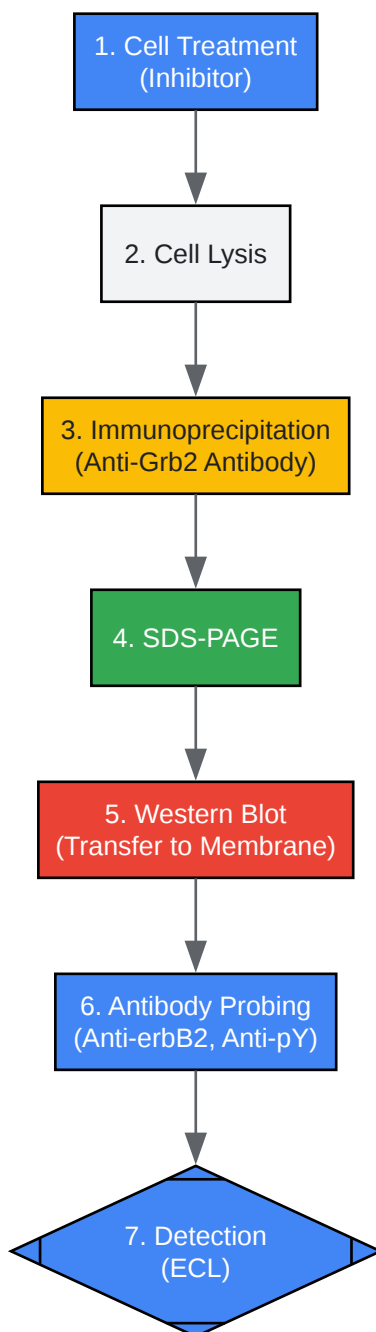 1. Cell Treatment
(Inhibitor)
2. Cell Lysis
3. Immunoprecipitation
(Anti-Grb2 Antibody)
4. SDS-PAGE
5. Western Blot
(Transfer to Membrane)
6. Antibody Probing
(Anti-erbB2, Anti-pY)
7. Detection
(ECL)